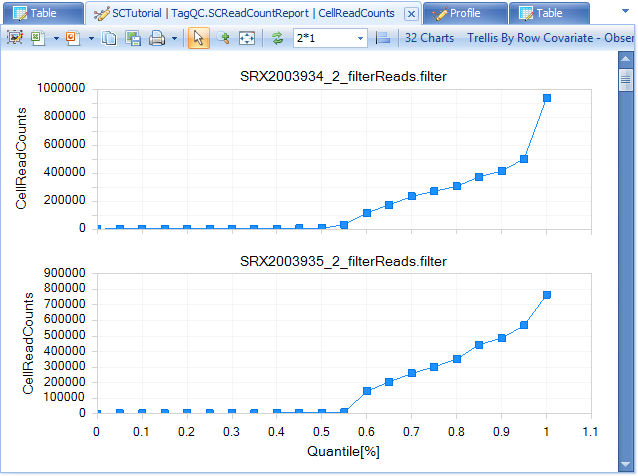 Table SCTutorial | TagQC.SCReadCountReport | CellReadCounts Profile Table
2*1 32 Charts Trellis By Row Covariate - Obser
SRX2003934_2_filterReads.filter
1000000
800000
600000
400000
200000
0
CellReadCounts
SRX2003935_2_filterReads.filter
900000
800000
700000
600000
500000
400000
300000
200000
100000
0
CellReadCounts
0 0.1 0.2 0.3 0.4 0.5 0.6 0.7 0.8 0.9 1 1.1
Quantile[%]